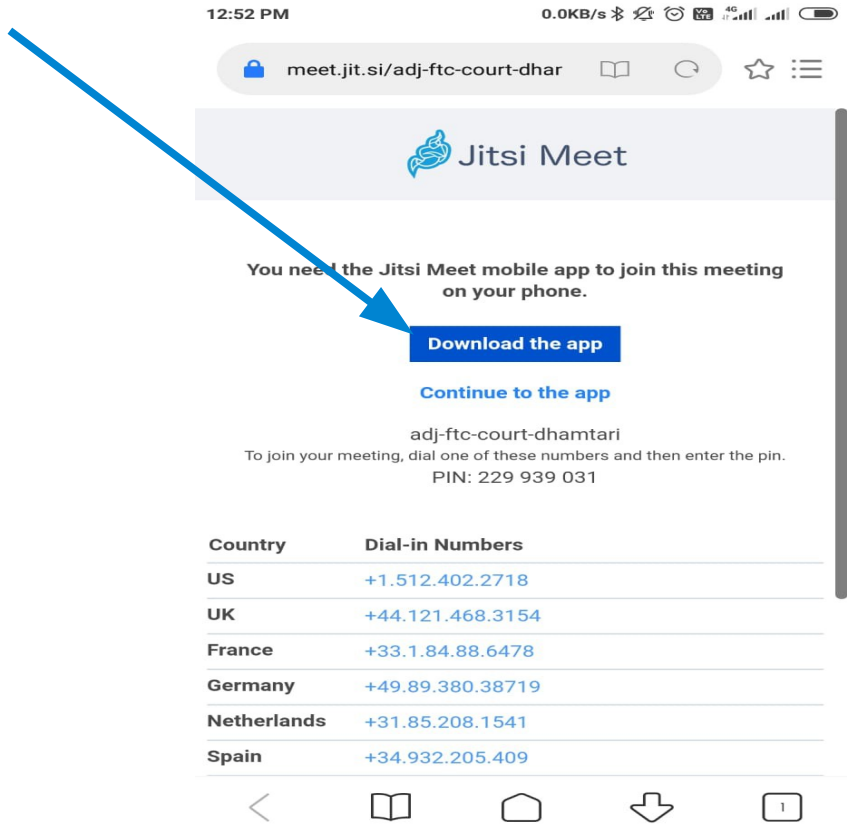 12:52 PM 0.0KB/s Vo LTE 4G
meet.jit.si/adj-ftc-court-dhar
Jitsi Meet
You need the Jitsi Meet mobile app to join this meeting
on your phone.
Download the app
Continue to the app
adj-ftc-court-dhamtari
To join your meeting, dial one of these numbers and then enter the pin.
PIN: 229 939 031
Country Dial-in Numbers
US +1.512.402.2718
UK +44.121.468.3154
France +33.1.84.88.6478
Germany +49.89.380.38719
Netherlands +31.85.208.1541
Spain +34.932.205.409
1